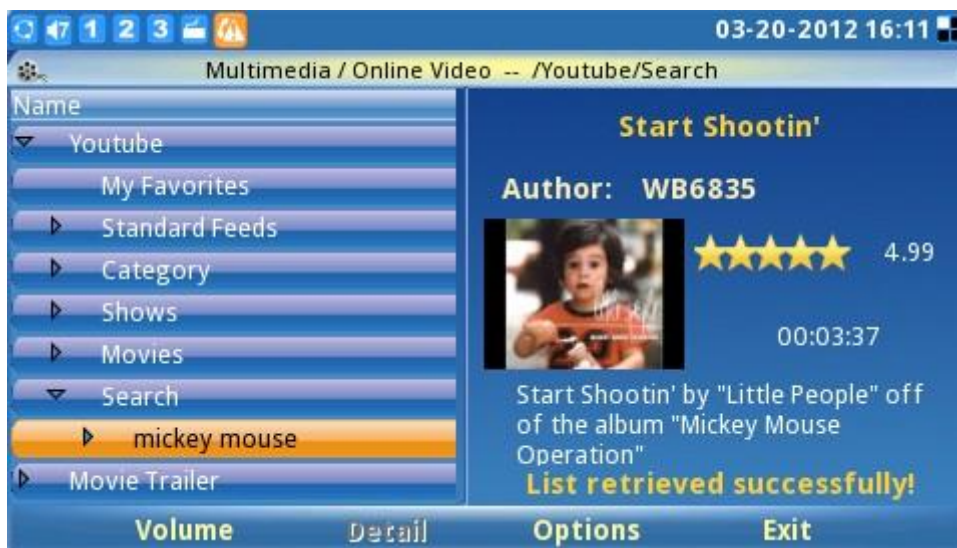 7 1 2 3
03-20-2012 16:11
Multimedia / Online Video -- /Youtube/Search
Name
Youtube
My Favorites
Standard Feeds
Category
Shows
Movies
Search
mickey mouse
Movie Trailer
Start Shootin'
Author: WB6835
4.99
00:03:37
Start Shootin' by "Little People" off
of the album "Mickey Mouse
Operation"
List retrieved successfully!
Volume Detail Options Exit